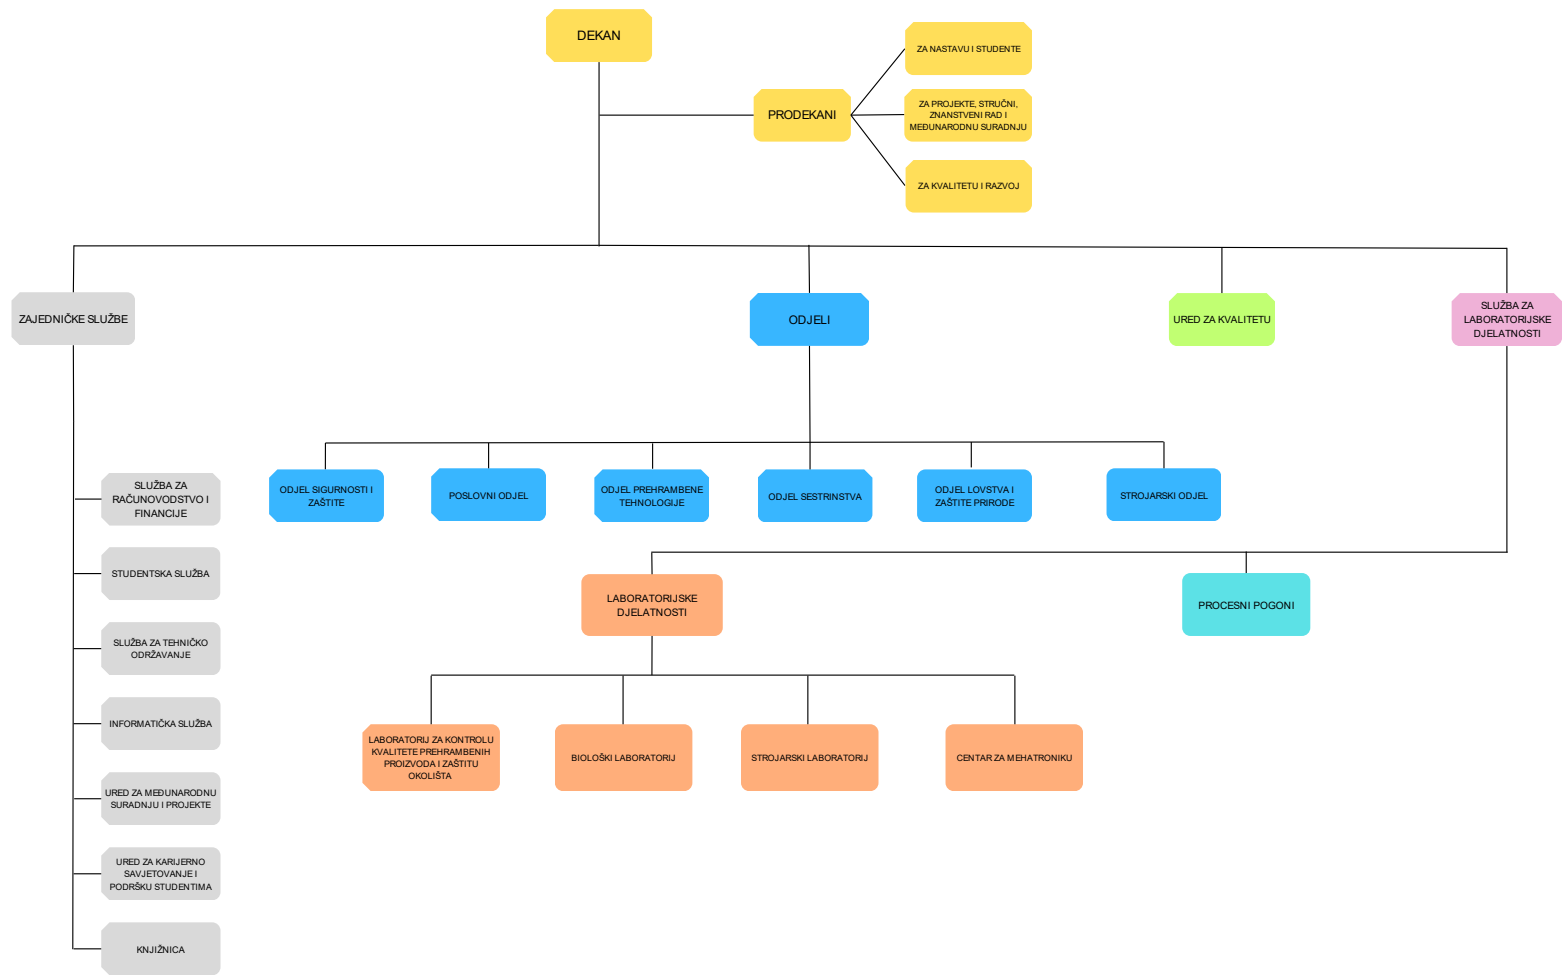 DEKAN
ZA NASTAVU I STUDENTE
PRODEKANI
ZA PROJEKTE, STRUČNI,
ZNANSTVENI RAD I
MEĐUNARODNU SURADNJU
ZA KVALITETU I RAZVOJ
ZAJEDNIČKE SLUŽBE
ODJELI
URED ZA KVALITETU
SLUŽBA ZA
LABORATORIJSKE
DJELATNOSTI
SLUŽBA ZA
RAČUNOVODSTVO I
FINANCIJE
STUDENTSKA SLUŽBA
SLUŽBA ZA TEHNIČKO
ODRŽAVANJE
INFORMATIČKA SLUŽBA
URED ZA MEĐUNARODNU
SURADNJU I PROJEKTE
URED ZA KARIJERNO
SAVJETOVANJE I
PODRŠKU STUDENTIMA
KNJIŽNICA
ODJEL SIGURNOSTI I
ZAŠTITE
POSLOVNI ODJEL
ODJEL PREHRAMBENE
TEHNOLOGIJE
ODJEL SESTRINSTVA
ODJEL LOVSTVA I
ZAŠTITE PRIRODE
STROJARSKI ODJEL
LABORATORIJSKE
DJELATNOSTI
PROCESNI POGONI
LABORATORIJ ZA KONTROLU
KVALITETE PREHRAMBENIH
PROIZVODA I ZAŠTITU
OKOLIŠTA
BIOLOŠKI LABORATORIJ
STROJARSKI LABORATORIJ
CENTAR ZA MEHATRONIKU